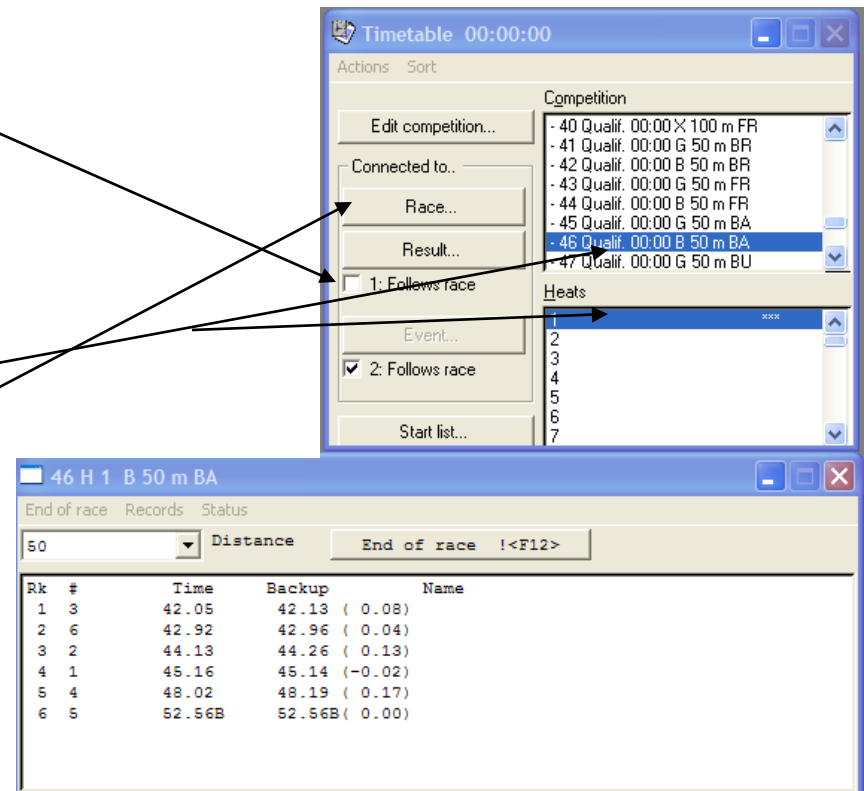 Timetable 00:00:00
Actions Sort
Edit competition...
Connected to..
Race...
Result...
1: Follows race
Event...
2: Follows race
Start list...
Competition
- 40 Qualif. 00:00 X 100 m FR
- 41 Qualif. 00:00 G 50 m BR
- 42 Qualif. 00:00 B 50 m BR
- 43 Qualif. 00:00 G 50 m FR
- 44 Qualif. 00:00 B 50 m FR
- 45 Qualif. 00:00 G 50 m BA
- 46 Qualif. 00:00 B 50 m BA
- 47 Qualif. 00:00 G 50 m BU
Heats
1 ***
2
3
4
5
6
7
46 H 1 B 50 m BA
End of race Records Status
50 Distance End of race !<F12>
Rk # Time Backup Name
1 3 42.05 42.13 ( 0.08)
2 6 42.92 42.96 ( 0.04)
3 2 44.13 44.26 ( 0.13)
4 1 45.16 45.14 (-0.02)
5 4 48.02 48.19 ( 0.17)
6 5 52.56B 52.56B( 0.00)